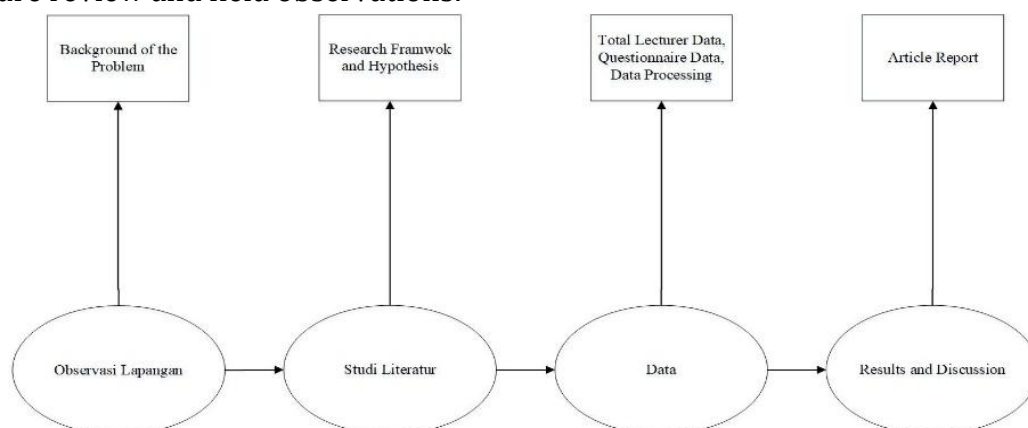 review and field observations.
Background of the
Problem
Research Framwok
and Hypothesis
Total Lecturer Data,
Questionnaire Data,
Data Processing
Article Report
Observasi Lapangan
Studi Literatur
Data
Results and Discussion